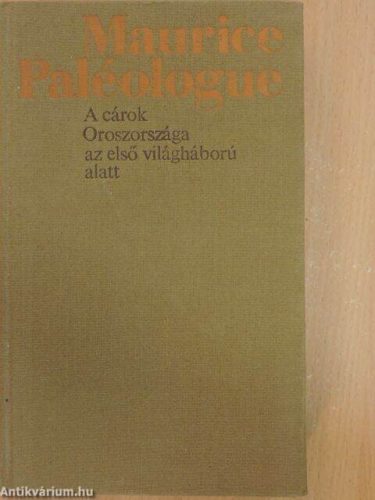 Maurice
Paléologue
A cárok
Oroszországa
az első világháború
alatt
Antikvárium.hu